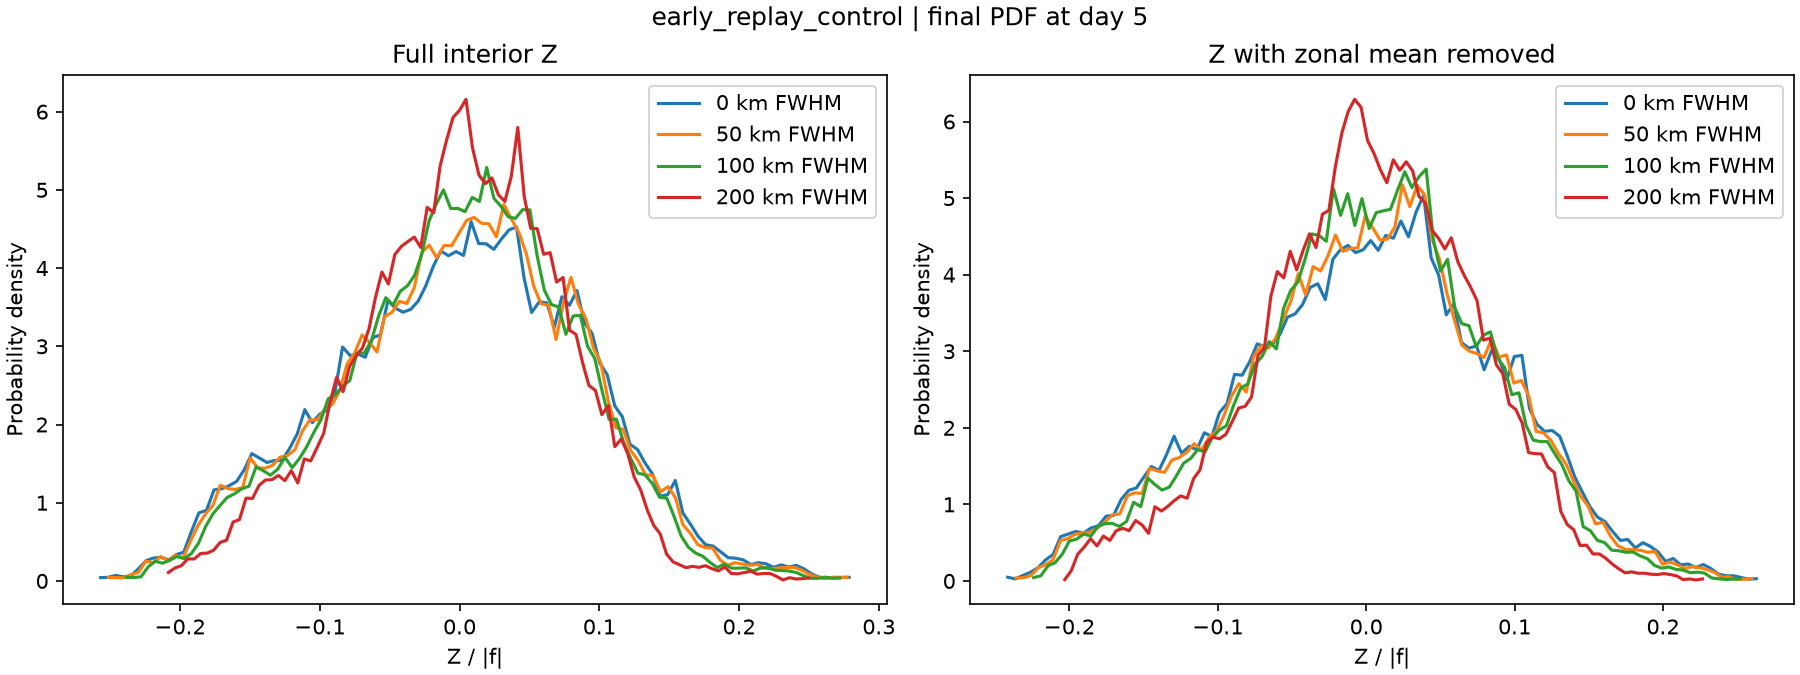 early_replay_control | final PDF at day 5
Full interior Z
6
5
4
3
2
1
0
Probability density
−0.2
−0.1
0.0
0.1
0.2
0.3
Z / |f|
0 km FWHM
50 km FWHM
100 km FWHM
200 km FWHM
Z with zonal mean removed
6
5
4
3
2
1
0
Probability density
−0.2
−0.1
0.0
0.1
0.2
Z / |f|
0 km FWHM
50 km FWHM
100 km FWHM
200 km FWHM